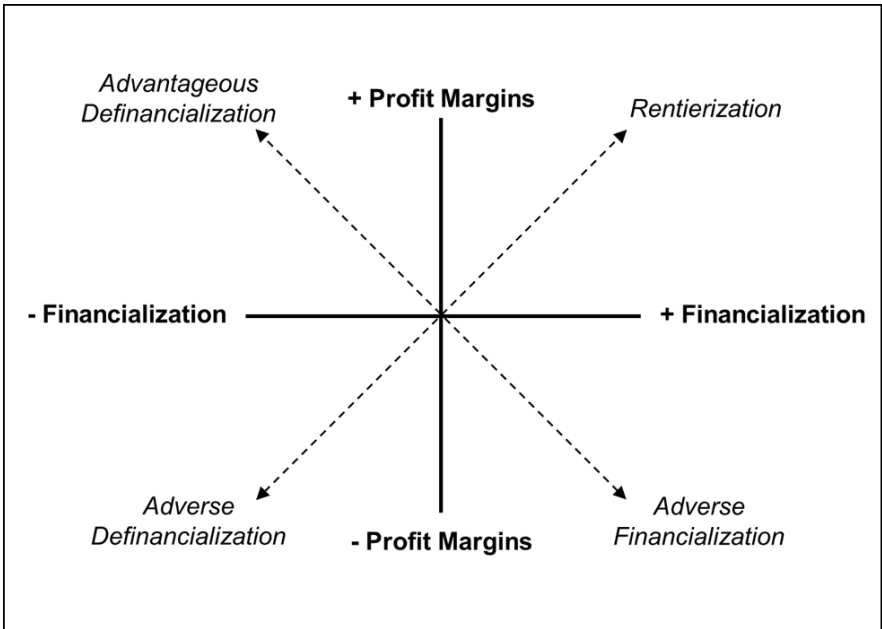 Advantageous
Definancialization
+ Profit Margins
Rentierization
- Financialization
+ Financialization
Adverse
Definancialization
- Profit Margins
Adverse
Financialization